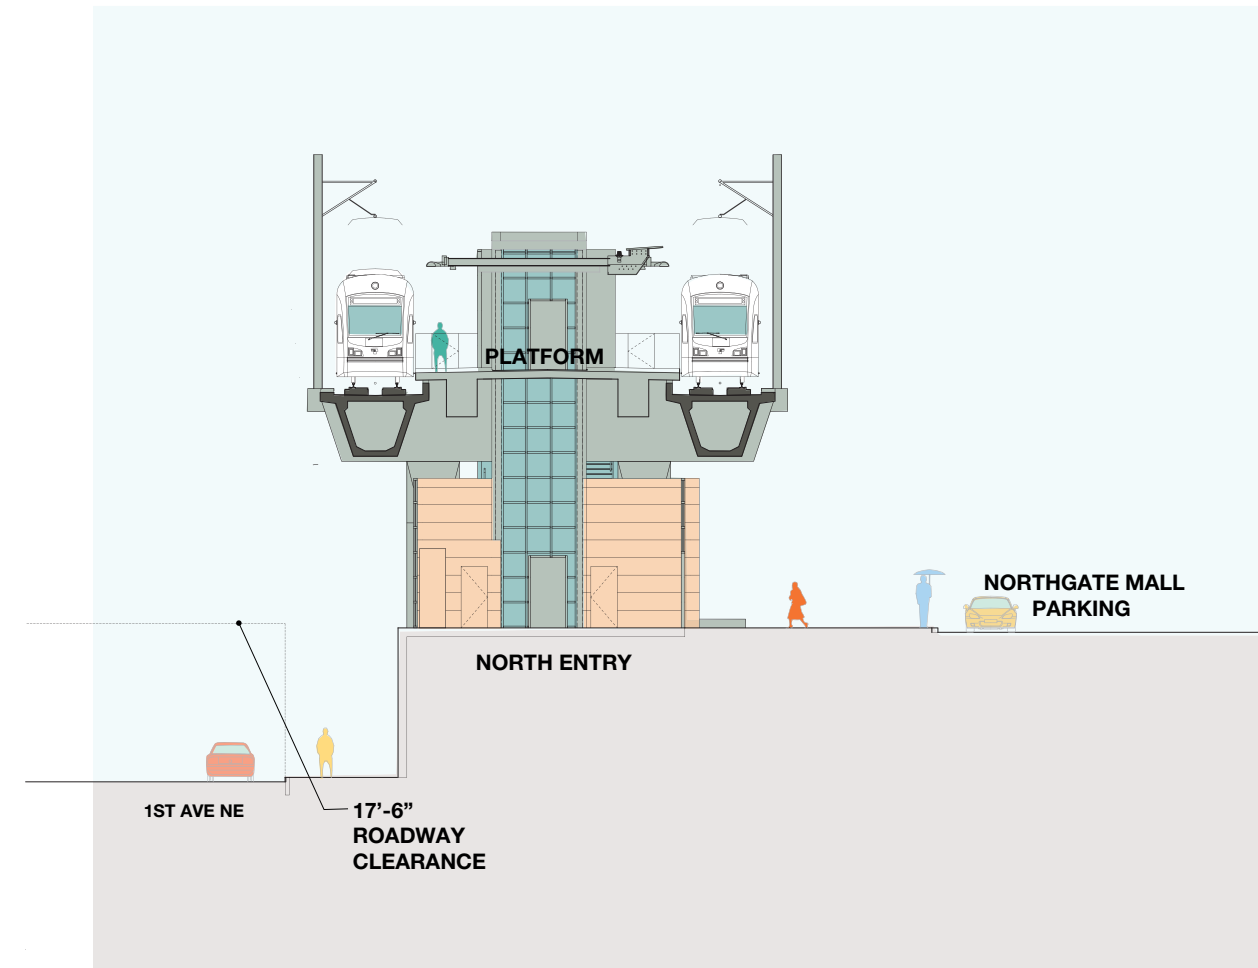 PLATFORM
NORTHGATE MALL
PARKING
NORTH ENTRY
1ST AVE NE
17’-6”
ROADWAY
CLEARANCE